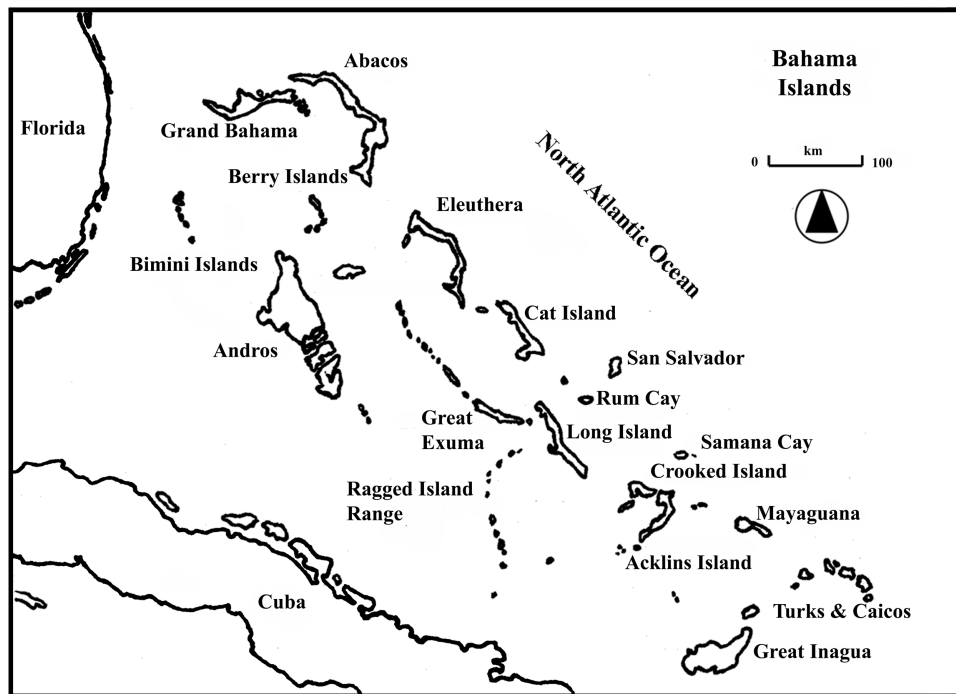 Abacos
Bahama
Islands
Florida
Grand Bahama
km
0
100
Berry Islands
North Atlantic Ocean
Eleuthera
Bimini Islands
Cat Island
Andros
San Salvador
Rum Cay
Great
Exuma
Long Island
Samana Cay
Crooked Island
Ragged Island
Range
Mayaguana
Acklins Island
Cuba
Turks & Caicos
Great Inagua